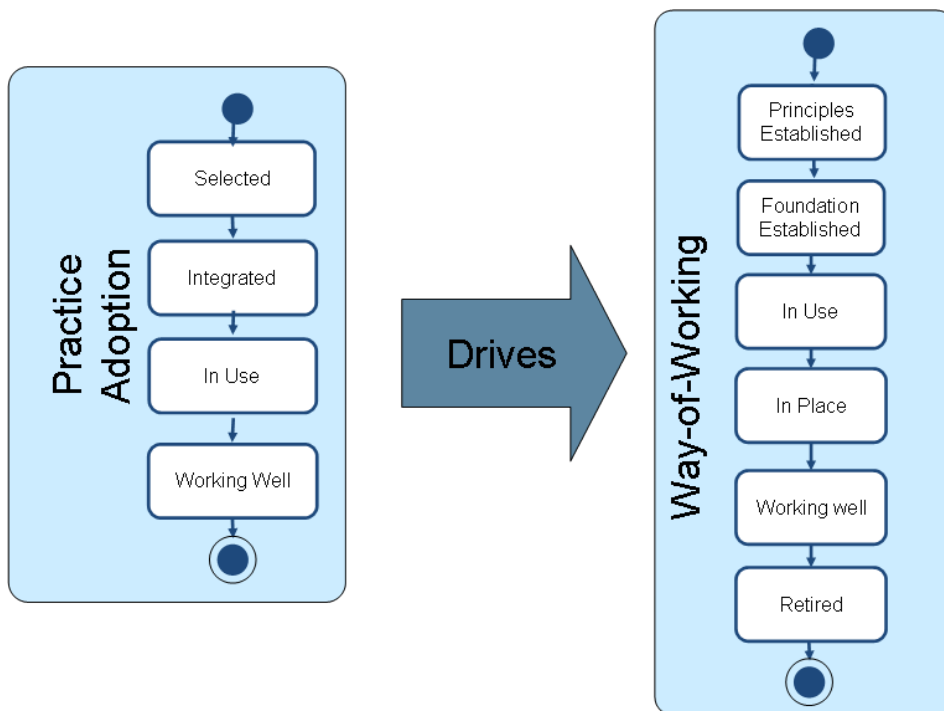 Practice
Adoption
Selected
Integrated
In Use
Working Well
Drives
Way-of-Working
Principles
Established
Foundation
Established
In Use
In Place
Working well
Retired